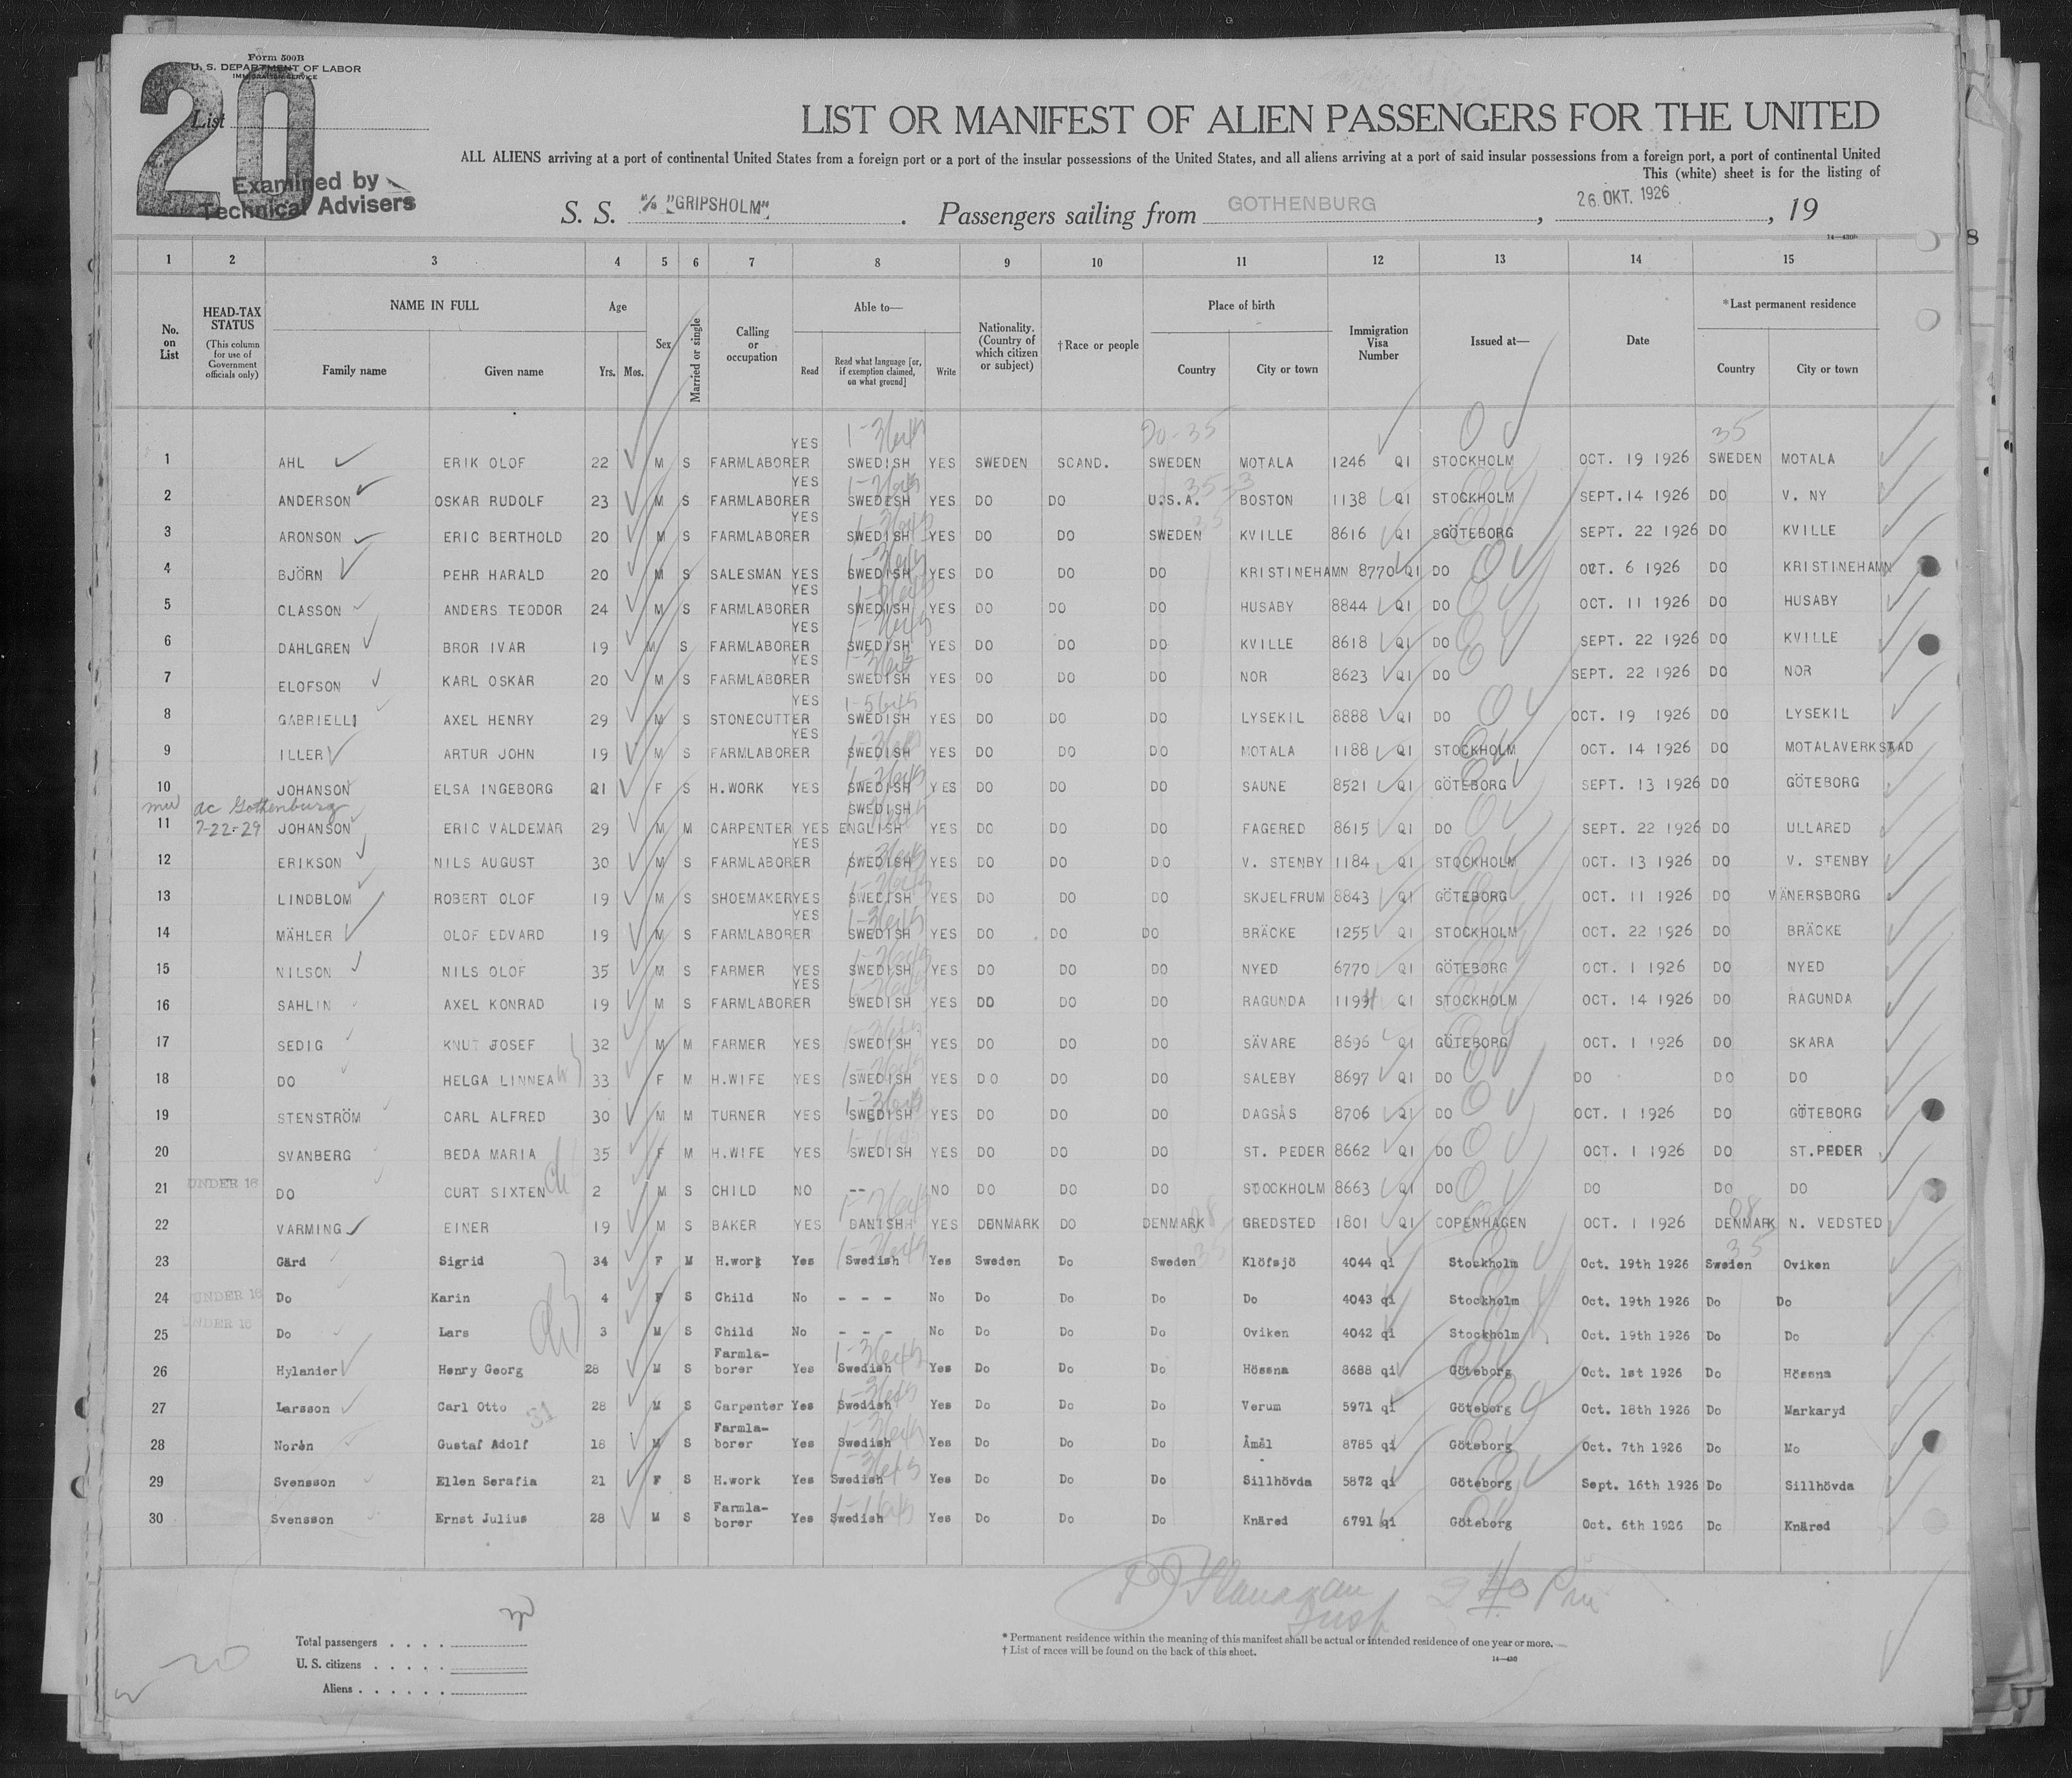 Form 500B
U. S. DEPARTMENT OF LABOR
IMMIGRATION SERVICE
20
List
Examined by
Technical Advisers
LIST OR MANIFEST OF ALIEN PASSENGERS FOR THE UNITED
ALL ALIENS arriving at a port of continental United States from a foreign port or a port of the insular possessions of the United States, and all aliens arriving at a port of said insular possessions from a foreign port, a port of continental United
This (white) sheet is for the listing of
S. S. M/S "GRIPSHOLM". Passengers sailing from GOTHENBURG, 26. OKT. 1926, 19
14—430b
1 2 3 4 5 6 7 8 9 10 11 12 13 14 15
No. on List
HEAD-TAX STATUS
(This column for use of Government officials only)
NAME IN FULL
Family name Given name
Age
Yrs. Mos.
Sex
Married or single
Calling or occupation
Able to—
Read Read what language [or, if exemption claimed, on what ground] Write
Nationality. (Country of which citizen or subject)
†Race or people
Place of birth
Country City or town
Immigration Visa Number
Issued at—
Date
*Last permanent residence
Country City or town
1 AHL ERIK OLOF 22 M S FARMLABORER YES SWEDISH YES SWEDEN SCAND. SWEDEN MOTALA 1246 QI STOCKHOLM OCT. 19 1926 SWEDEN MOTALA
2 ANDERSON OSKAR RUDOLF 23 M S FARMLABORER YES SWEDESH YES DO DO U.S.A. BOSTON 1138 QI STOCKHOLM SEPT.14 1926 DO V. NY
3 ARONSON ERIC BERTHOLD 20 M S FARMLABORER YES SWEDISH YES DO DO SWEDEN KVILLE 8616 QI GÖTEBORG SEPT. 22 1926 DO KVILLE
4 BJÖRN PEHR HARALD 20 M S SALESMAN YES SWEDISH YES DO DO DO KRISTINEHAMN 8770 QI DO OCT. 6 1926 DO KRISTINEHAMN
5 CLASSON ANDERS TEODOR 24 M S FARMLABORER YES SWEDISH YES DO DO DO HUSABY 8844 QI DO OCT. 11 1926 DO HUSABY
6 DAHLGREN BROR IVAR 19 M S FARMLABORER YES SWEDISH YES DO DO DO KVILLE 8618 QI DO SEPT. 22 1926 DO KVILLE
7 ELOFSON KARL OSKAR 20 M S FARMLABORER YES SWEDISH YES DO DO DO NOR 8623 QI DO SEPT. 22 1926 DO NOR
8 GABRIELLI AXEL HENRY 29 M S STONECUTTER YES SWEDISH YES DO DO DO LYSEKIL 8888 QI DO OCT. 19 1926 DO LYSEKIL
9 ILLER ARTUR JOHN 19 M S FARMLABORER YES SWEDISH YES DO DO DO MOTALA 1188 QI STOCKHOLM OCT. 14 1926 DO MOTALAVERKSTAD
10 JOHANSON ELSA INGEBORG 21 F S H.WORK YES SWEDISH YES DO DO DO SAUNE 8521 QI GÖTEBORG SEPT. 13 1926 DO GÖTEBORG
ac Gothenburg
11 7-22-29 JOHANSON ERIC VALDEMAR 29 M M CARPENTER YES SWEDISH ENGLISH YES DO DO DO FAGERED 8615 QI DO SEPT. 22 1926 DO ULLARED
12 ERIKSON NILS AUGUST 30 M S FARMLABORER YES SWEDISH YES DO DO DO V. STENBY 1184 QI STOCKHOLM OCT. 13 1926 DO V. STENBY
13 LINDBLOM ROBERT OLOF 19 M S SHOEMAKER YES SWEDISH YES DO DO DO SKJELFRUM 8843 QI GÖTEBORG OCT. 11 1926 DO VÄNERSBORG
14 MÄHLER OLOF EDVARD 19 M S FARMLABORER YES SWEDISH YES DO DO DO BRÄCKE 1255 QI STOCKHOLM OCT. 22 1926 DO BRÄCKE
15 NILSON NILS OLOF 35 M S FARMER YES SWEDISH YES DO DO DO NYED 6770 QI GÖTEBORG OCT. 1 1926 DO NYED
16 SAHLIN AXEL KONRAD 19 M S FARMLABORER YES SWEDISH YES DO DO DO RAGUNDA 1194 QI STOCKHOLM OCT. 14 1926 DO RAGUNDA
17 SEDIG KNUT JOSEF 32 M M FARMER YES SWEDISH YES DO DO DO SÄVARE 8696 QI GÖTEBORG OCT. 1 1926 DO SKARA
18 DO HELGA LINNEA 33 F M H.WIFE YES SWEDISH YES DO DO DO SALEBY 8697 QI DO DO DO DO
19 STENSTRÖM CARL ALFRED 30 M M TURNER YES SWEDISH YES DO DO DO DAGSÅS 8706 QI DO OCT. 1 1926 DO GÖTEBORG
20 SVANBERG BEDA MARIA 35 F M H.WIFE YES SWEDISH YES DO DO DO ST. PEDER 8662 QI DO OCT. 1 1926 DO ST.PEDER
21 UNDER 16 DO CURT SIXTEN 2 M S CHILD NO -- NO DO DO DO STOCKHOLM 8663 QI DO DO DO DO
22 VARMING EINER 19 M S BAKER YES DANISH YES DENMARK DO DENMARK GREDSTED 1801 QI COPENHAGEN OCT. 1 1926 DENMARK N. VEDSTED
23 Gärd Sigrid 34 F M H.work Yes Swedish Yes Sweden Do Sweden Klöfsjö 4044 qi Stockholm Oct. 19th 1926 Sweden Oviken
24 UNDER 16 Do Karin 4 F S Child No - - - No Do Do Do Do 4043 qi Stockholm Oct. 19th 1926 Do Do
25 UNDER 16 Do Lars 3 M S Child No - - - No Do Do Do Oviken 4042 qi Stockholm Oct. 19th 1926 Do Do
26 Hylander Henry Georg 28 M S Farmla-borer Yes Swedish Yes Do Do Do Hössna 8688 qi Göteborg Oct. 1st 1926 Do Hössna
27 Larsson Carl Otto 31 28 M S Carpenter Yes Swedish Yes Do Do Do Verum 5971 qi Göteborg Oct. 18th 1926 Do Markaryd
28 Norén Gustaf Adolf 18 M S Farmla-borer Yes Swedish Yes Do Do Do Åmål 8785 qi Göteborg Oct. 7th 1926 Do Mo
29 Svensson Ellen Serafia 21 F S H.work Yes Swedish Yes Do Do Do Sillhövda 5872 qi Göteborg Sept. 16th 1926 Do Sillhövda
30 Svensson Ernst Julius 28 M S Farmla-borer Yes Swedish Yes Do Do Do Knäred 6791 qi Göteborg Oct. 6th 1926 Do Knäred
Total passengers
U. S. citizens
Aliens
20
* Permanent residence within the meaning of this manifest shall be actual or intended residence of one year or more.
† List of races will be found on the back of this sheet.
14—430